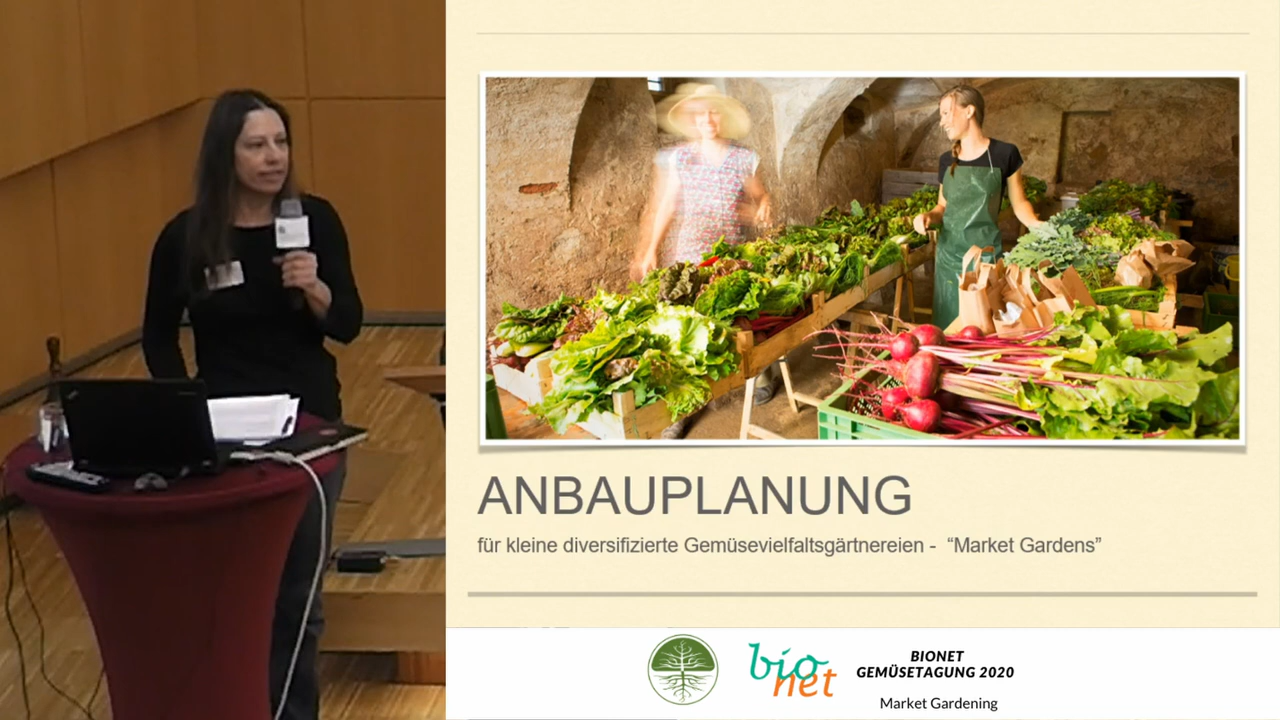 ANBAUPLANUNG
für kleine diversifizierte Gemüsevielfaltsgärtnereien - “Market Gardens”
bio
net
BIONET
GEMÜSETAGUNG 2020
Market Gardening